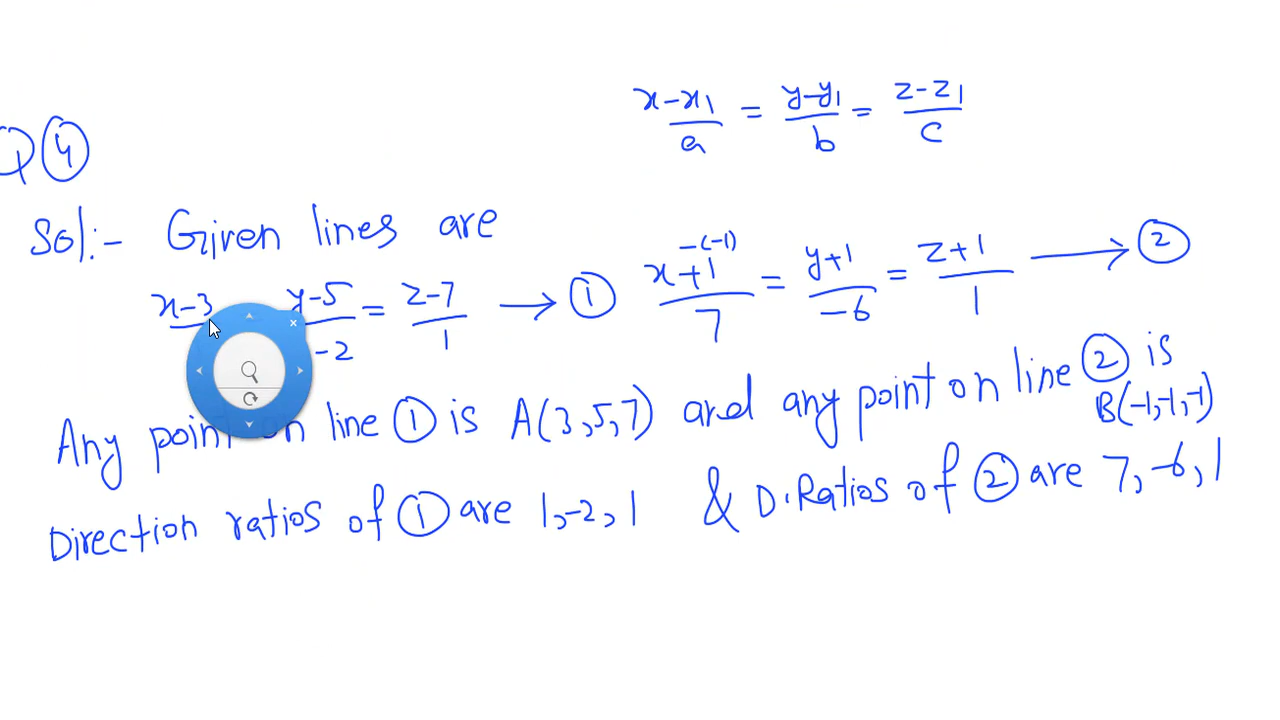 x-x1/a = y-y1/b = z-z1/c
Q④
Sol:- Given lines are
x-3 y-5/-2 = z-7/1 → ① x+1/7 = y+1/-6 = z+1/1 → ②
-(-1)
Any point on line ① is A(3,5,7) and any point on line ② is B(-1,-1,-1)
Direction ratios of ① are 1,-2,1 & D.Ratios of ② are 7,-6,1